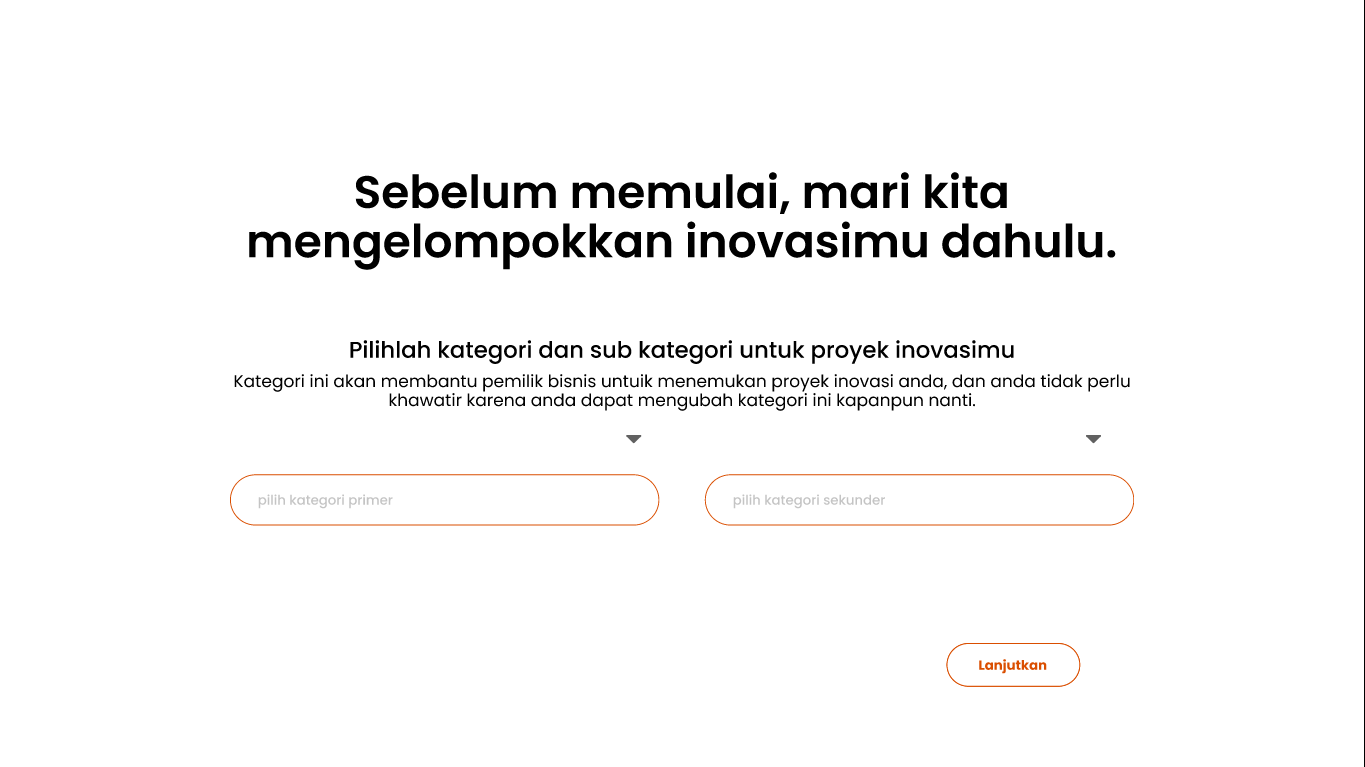 Sebelum memulai, mari kita
mengelompokkan inovasimu dahulu.
Pilihlah kategori dan sub kategori untuk proyek inovasimu
Kategori ini akan membantu pemilik bisnis untuik menemukan proyek inovasi anda, dan anda tidak perlu
khawatir karena anda dapat mengubah kategori ini kapanpun nanti.
pilih kategori primer
pilih kategori sekunder
Lanjutkan